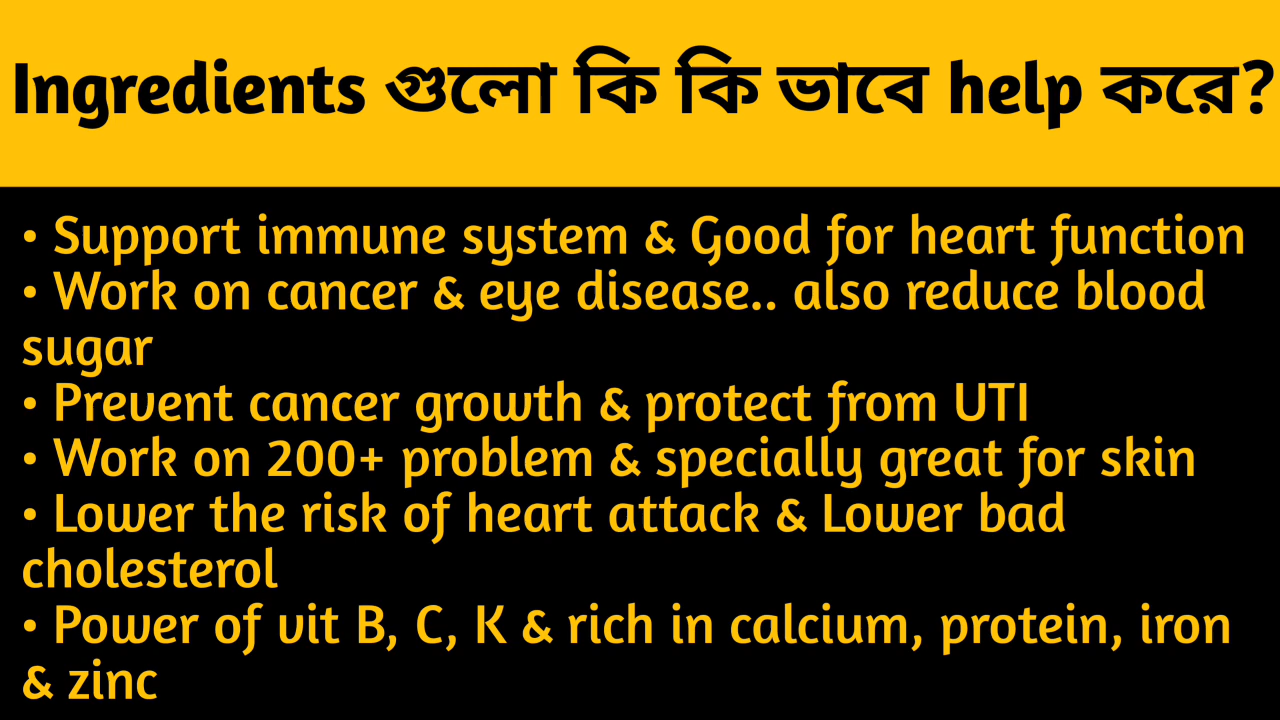 Ingredients গুলো কি কি ভাবে help করে?
• Support immune system & Good for heart function
• Work on cancer & eye disease.. also reduce blood
sugar
• Prevent cancer growth & protect from UTI
• Work on 200+ problem & specially great for skin
• Lower the risk of heart attack & Lower bad
cholesterol
• Power of vit B, C, K & rich in calcium, protein, iron
& zinc